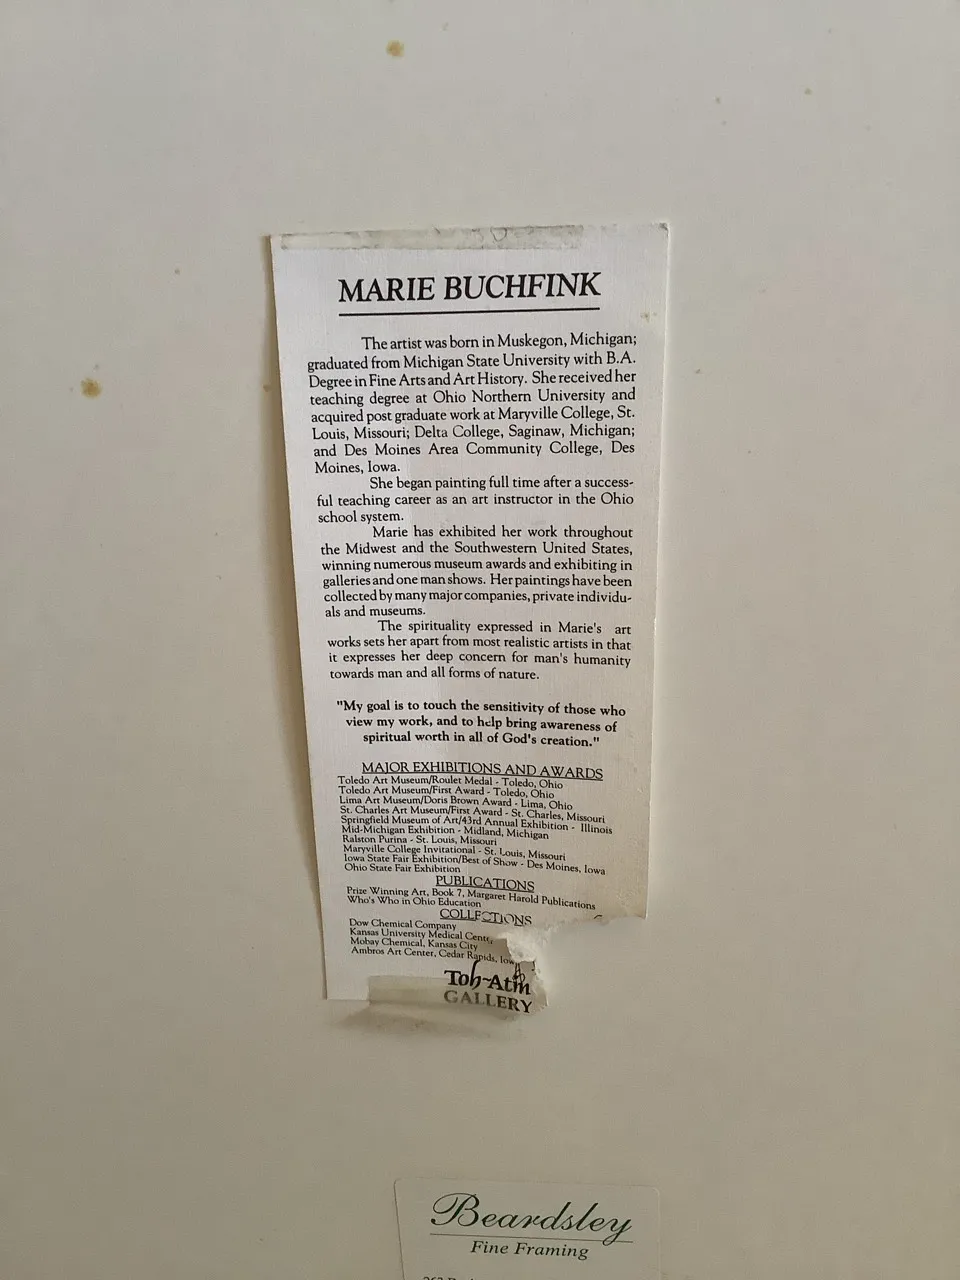 MARIE BUCHFINK
The artist was born in Muskegon, Michigan;
graduated from Michigan State University with B.A.
Degree in Fine Arts and Art History. She received her
teaching degree at Ohio Northern University and
acquired post graduate work at Maryville College, St.
Louis, Missouri; Delta College, Saginaw, Michigan;
and Des Moines Area Community College, Des
Moines, Iowa.
She began painting full time after a success-
ful teaching career as an art instructor in the Ohio
school system.
Marie has exhibited her work throughout
the Midwest and the Southwestern United States,
winning numerous museum awards and exhibiting in
galleries and one man shows. Her paintings have been
collected by many major companies, private individu-
als and museums.
The spirituality expressed in Marie's art
works sets her apart from most realistic artists in that
it expresses her deep concern for man's humanity
towards man and all forms of nature.
"My goal is to touch the sensitivity of those who
view my work, and to help bring awareness of
spiritual worth in all of God's creation."
MAJOR EXHIBITIONS AND AWARDS
Toledo Art Museum/Roulet Medal - Toledo, Ohio
Toledo Art Museum/First Award - Toledo, Ohio
Lima Art Museum/Doris Brown Award - Lima, Ohio
St. Charles Art Museum/First Award - St. Charles, Missouri
Springfield Museum of Art/43rd Annual Exhibition - Illinois
Mid-Michigan Exhibition - Midland, Michigan
Ralston Purina - St. Louis, Missouri
Maryville College Invitational - St. Louis, Missouri
Iowa State Fair Exhibition/Best of Show - Des Moines, Iowa
Ohio State Fair Exhibition
PUBLICATIONS
Prize Winning Art, Book 7, Margaret Harold Publications
Who's Who in Ohio Education
COLLECTIONS
Dow Chemical Company
Kansas University Medical
Mobay Chemical, Kansas City
Ambros Art Center, Cedar Rapids,
Toh-Atin
GALLERY
Beardsley
Fine Framing